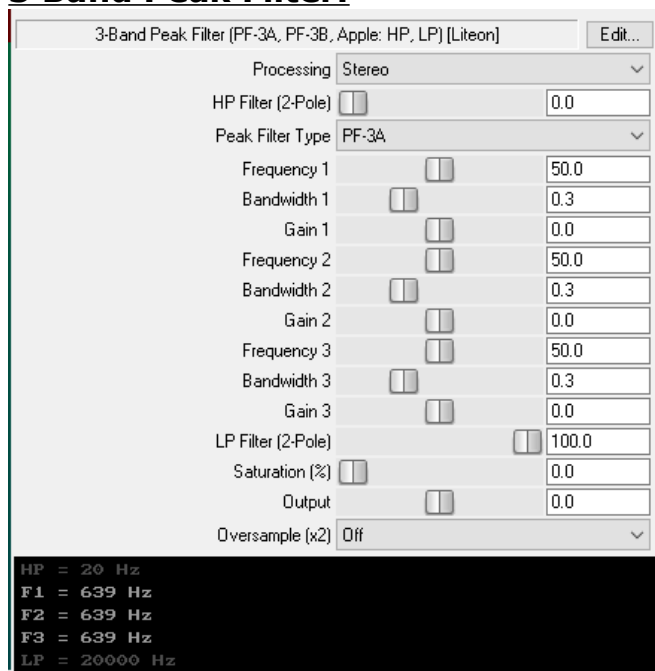 3-Band Peak Filter:
3-Band Peak Filter (PF-3A, PF-3B, Apple: HP, LP) [Liteon] Edit...
Processing Stereo
HP Filter (2-Pole) 0.0
Peak Filter Type PF-3A
Frequency 1 50.0
Bandwidth 1 0.3
Gain 1 0.0
Frequency 2 50.0
Bandwidth 2 0.3
Gain 2 0.0
Frequency 3 50.0
Bandwidth 3 0.3
Gain 3 0.0
LP Filter (2-Pole) 100.0
Saturation (%) 0.0
Output 0.0
Oversample (x2) Off
HP = 20 Hz
F1 = 639 Hz
F2 = 639 Hz
F3 = 639 Hz
LP = 20000 Hz